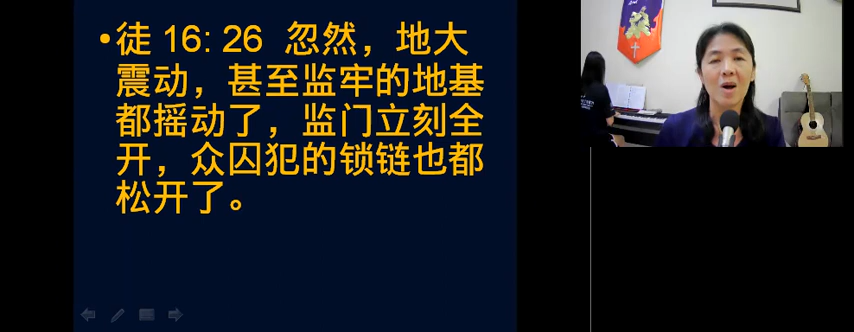 •徒 16: 26  忽然，地大
震动，甚至监牢的地基
都摇动了，监门立刻全
开，众囚犯的锁链也都
松开了。